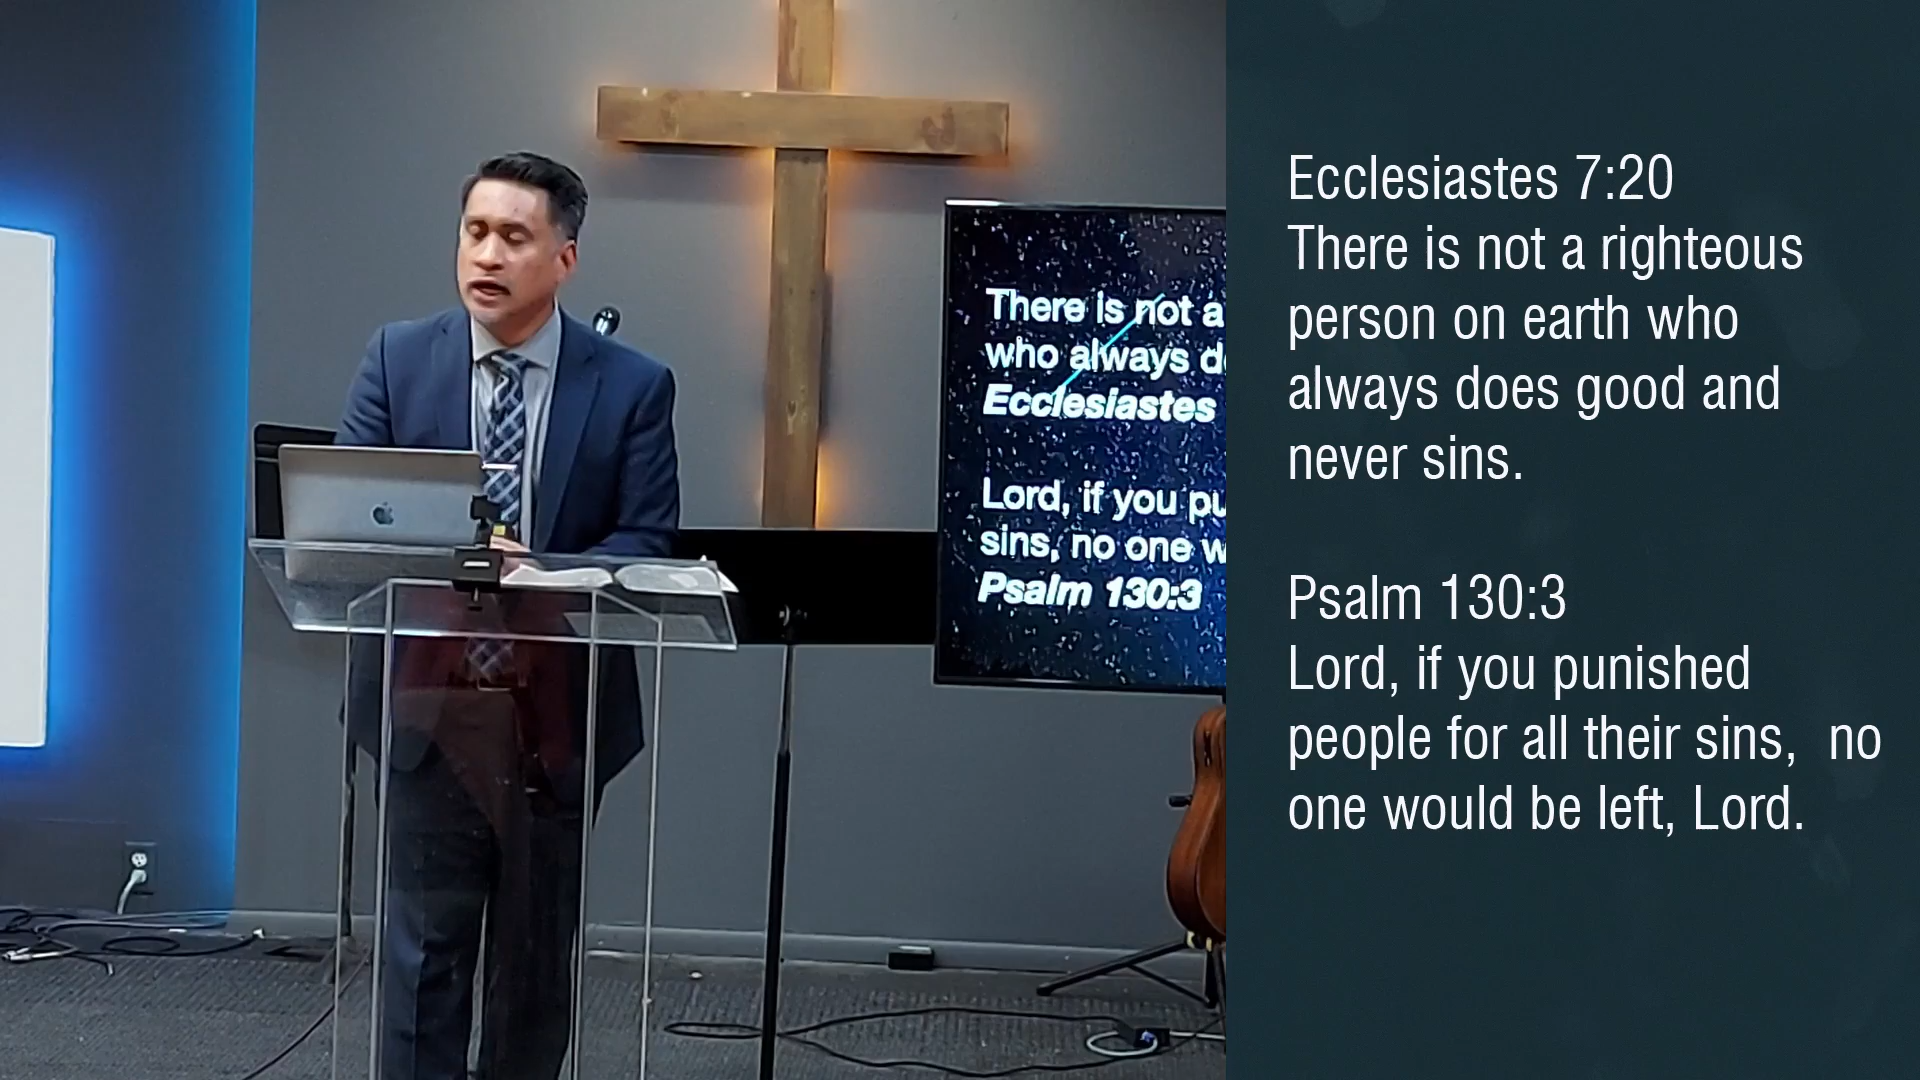 There is not a
who always d
Ecclesiastes
Lord, if you pu
sins, no one w
Psalm 130:3
Ecclesiastes 7:20
There is not a righteous
person on earth who
always does good and
never sins.
Psalm 130:3
Lord, if you punished
people for all their sins,  no
one would be left, Lord.